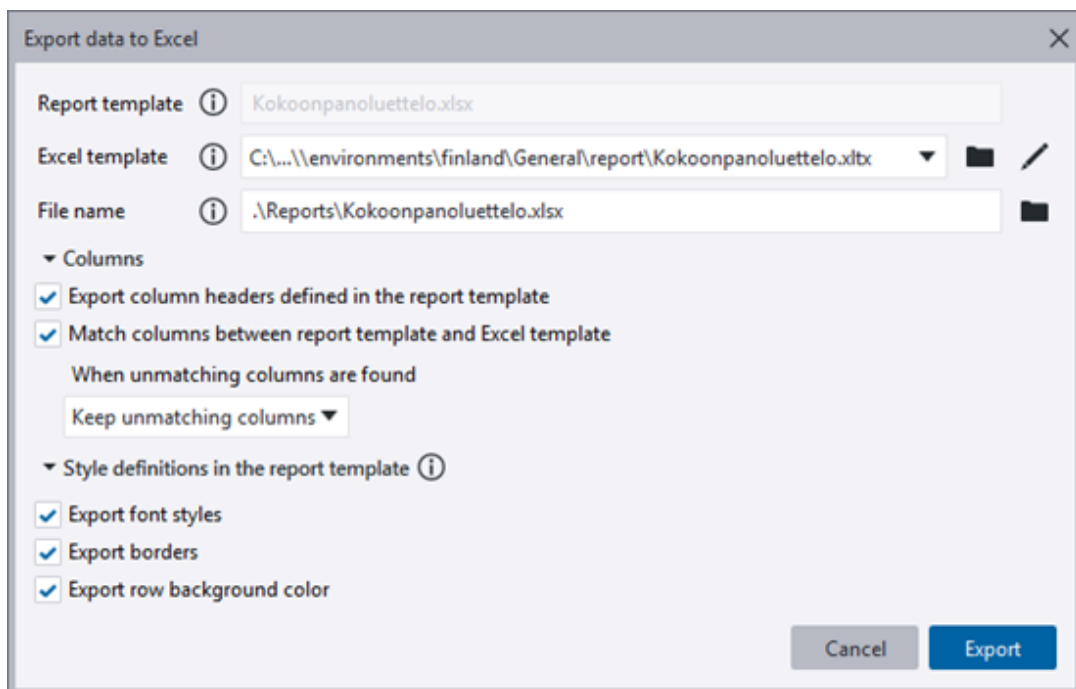 Export data to Excel
Report template Kokoonpanoluettelo.xlsx
Excel template C:\...\\environments\finland\General\report\Kokoonpanoluettelo.xltx
File name .\Reports\Kokoonpanoluettelo.xlsx
Columns
Export column headers defined in the report template
Match columns between report template and Excel template
When unmatching columns are found
Keep unmatching columns
Style definitions in the report template
Export font styles
Export borders
Export row background color
Cancel Export